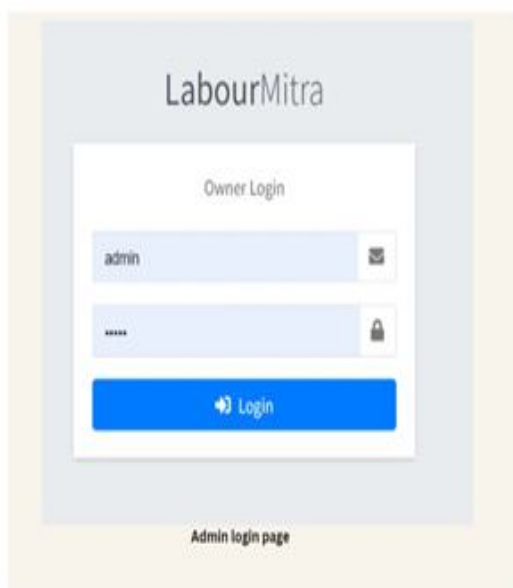 LabourMitra
Owner Login
admin
•••••
Login
Admin login page